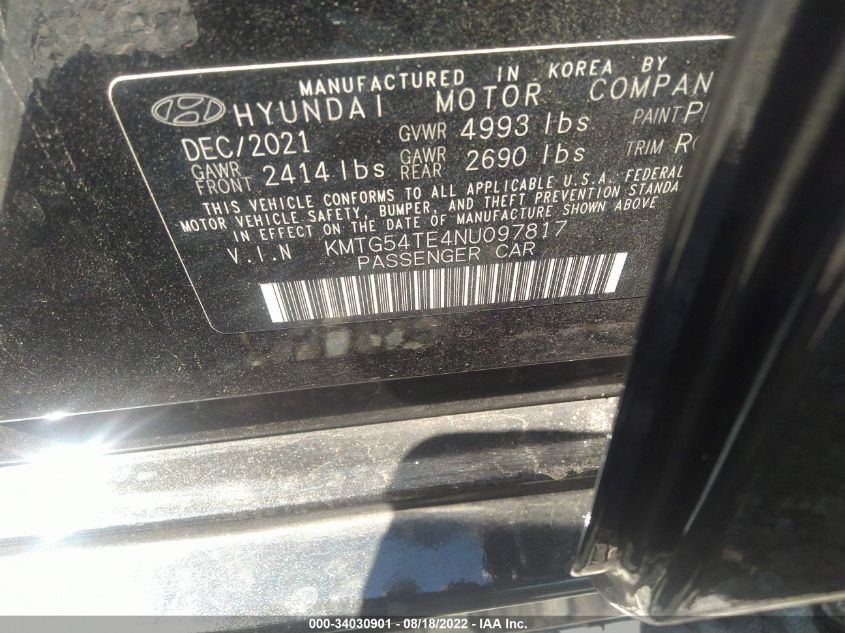 MANUFACTURED IN KOREA BY
HYUNDAI MOTOR COMPAN
DEC/2021 GVWR 4993 lbs PAINT
GAWR FRONT 2414 lbs GAWR REAR 2690 lbs TRIM
THIS VEHICLE CONFORMS TO ALL APPLICABLE U.S.A. FEDERAL
MOTOR VEHICLE SAFETY, BUMPER, AND THEFT PREVENTION STANDA
IN EFFECT ON THE DATE OF MANUFACTURE SHOWN ABOVE
V.I.N KMTG54TE4NU097817
PASSENGER CAR
000-34030901 - 08/18/2022 - IAA Inc.